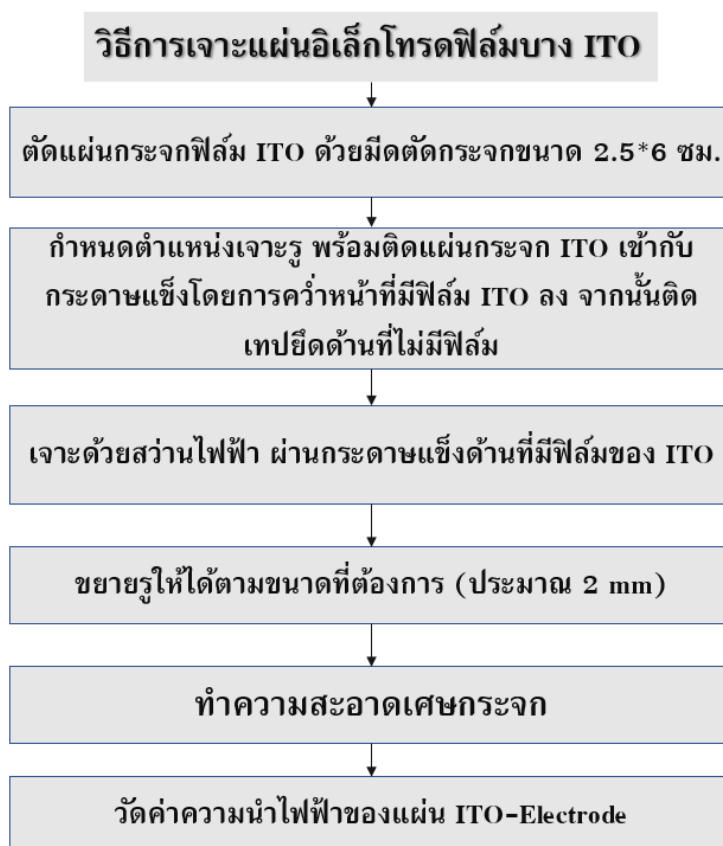 วิธีการเจาะแผ่นอิเล็กโทรดฟิล์มบาง ITO
ตัดแผ่นกระจกฟิล์ม ITO ด้วยมีดตัดกระจกขนาด 2.5*6 ซม.
กำหนดตำแหน่งเจาะรู พร้อมติดแผ่นกระจก ITO เข้ากับ
กระดาษแข็งโดยการคว่ำหน้าที่มีฟิล์ม ITO ลง จากนั้นติด
เทปยึดด้านที่ไม่มีฟิล์ม
เจาะด้วยสว่านไฟฟ้า ผ่านกระดาษแข็งด้านที่มีฟิล์มของ ITO
ขยายรูให้ได้ตามขนาดที่ต้องการ (ประมาณ 2 mm)
ทำความสะอาดเศษกระจก
วัดค่าความนำไฟฟ้าของแผ่น ITO-Electrode